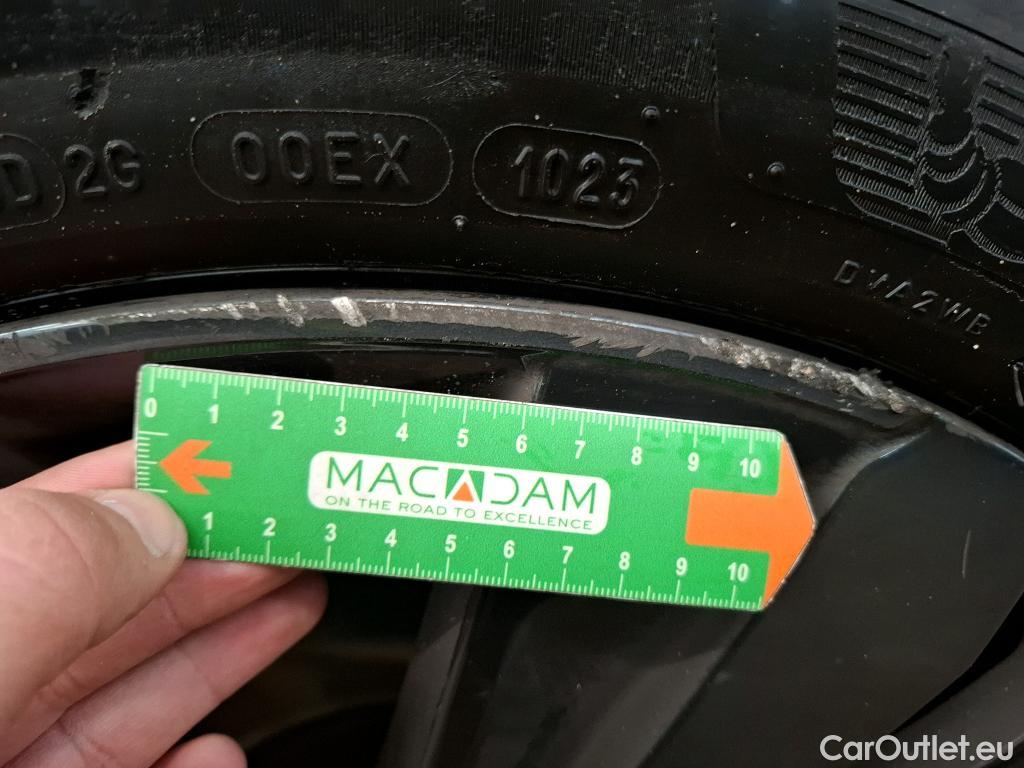 D 2G 00EX 1023
DWA2WB
0 1 2 3 4 5 6 7 8 9 10
MACADAM
ON THE ROAD TO EXCELLENCE
1 2 3 4 5 6 7 8 9 10
CarOutlet.eu